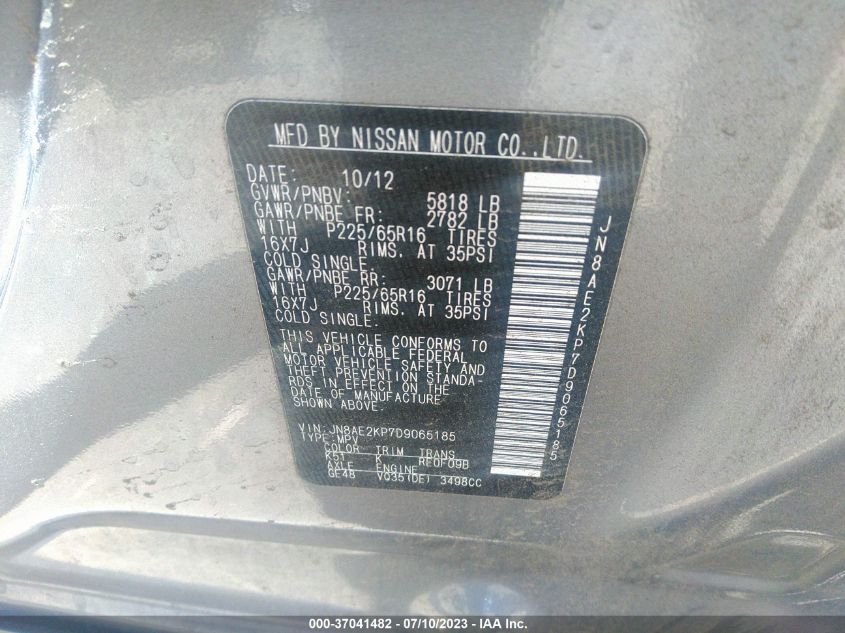 MFD BY NISSAN MOTOR CO.,LTD.
DATE: 10/12
GVWR/PNBV: 5818 LB
GAWR/PNBE FR: 2782 LB
WITH P225/65R16 TIRES
16X7J RIMS. AT 35PSI
COLD SINGLE.
GAWR/PNBE RR: 3071 LB
WITH P225/65R16 TIRES
16X7J RIMS. AT 35PSI
COLD SINGLE.
THIS VEHICLE CONFORMS TO
ALL APPLICABLE FEDERAL
MOTOR VEHICLE SAFETY AND
THEFT PREVENTION STANDA-
RDS IN EFFECT ON THE
DATE OF MANUFACTURE
SHOWN ABOVE.
VIN:JN8AE2KP7D9065185
TYPE:MPV
COLOR TRIM TRANS
K51 K RE0F09B
AXLE ENGINE
GE48 VQ35(DE) 3498CC
JN8AE2KP7D9065185
000-37041482 - 07/10/2023 - IAA Inc.